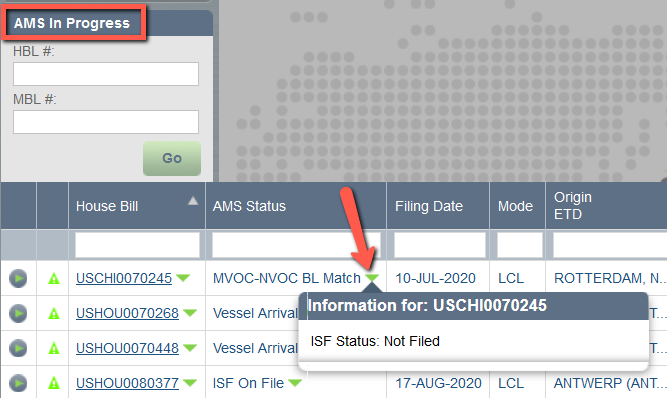 AMS In Progress
HBL #:
MBL #:
Go
House Bill AMS Status Filing Date Mode Origin
ETD
USCHI0070245 MVOC-NVOC BL Match 10-JUL-2020 LCL ROTTERDAM, N...
Information for: USCHI0070245
USHOU0070268 Vessel Arrival
ISF Status: Not Filed
USHOU0070448 Vessel Arrival
USHOU0080377 ISF On File 17-AUG-2020 LCL ANTWERP (ANT...